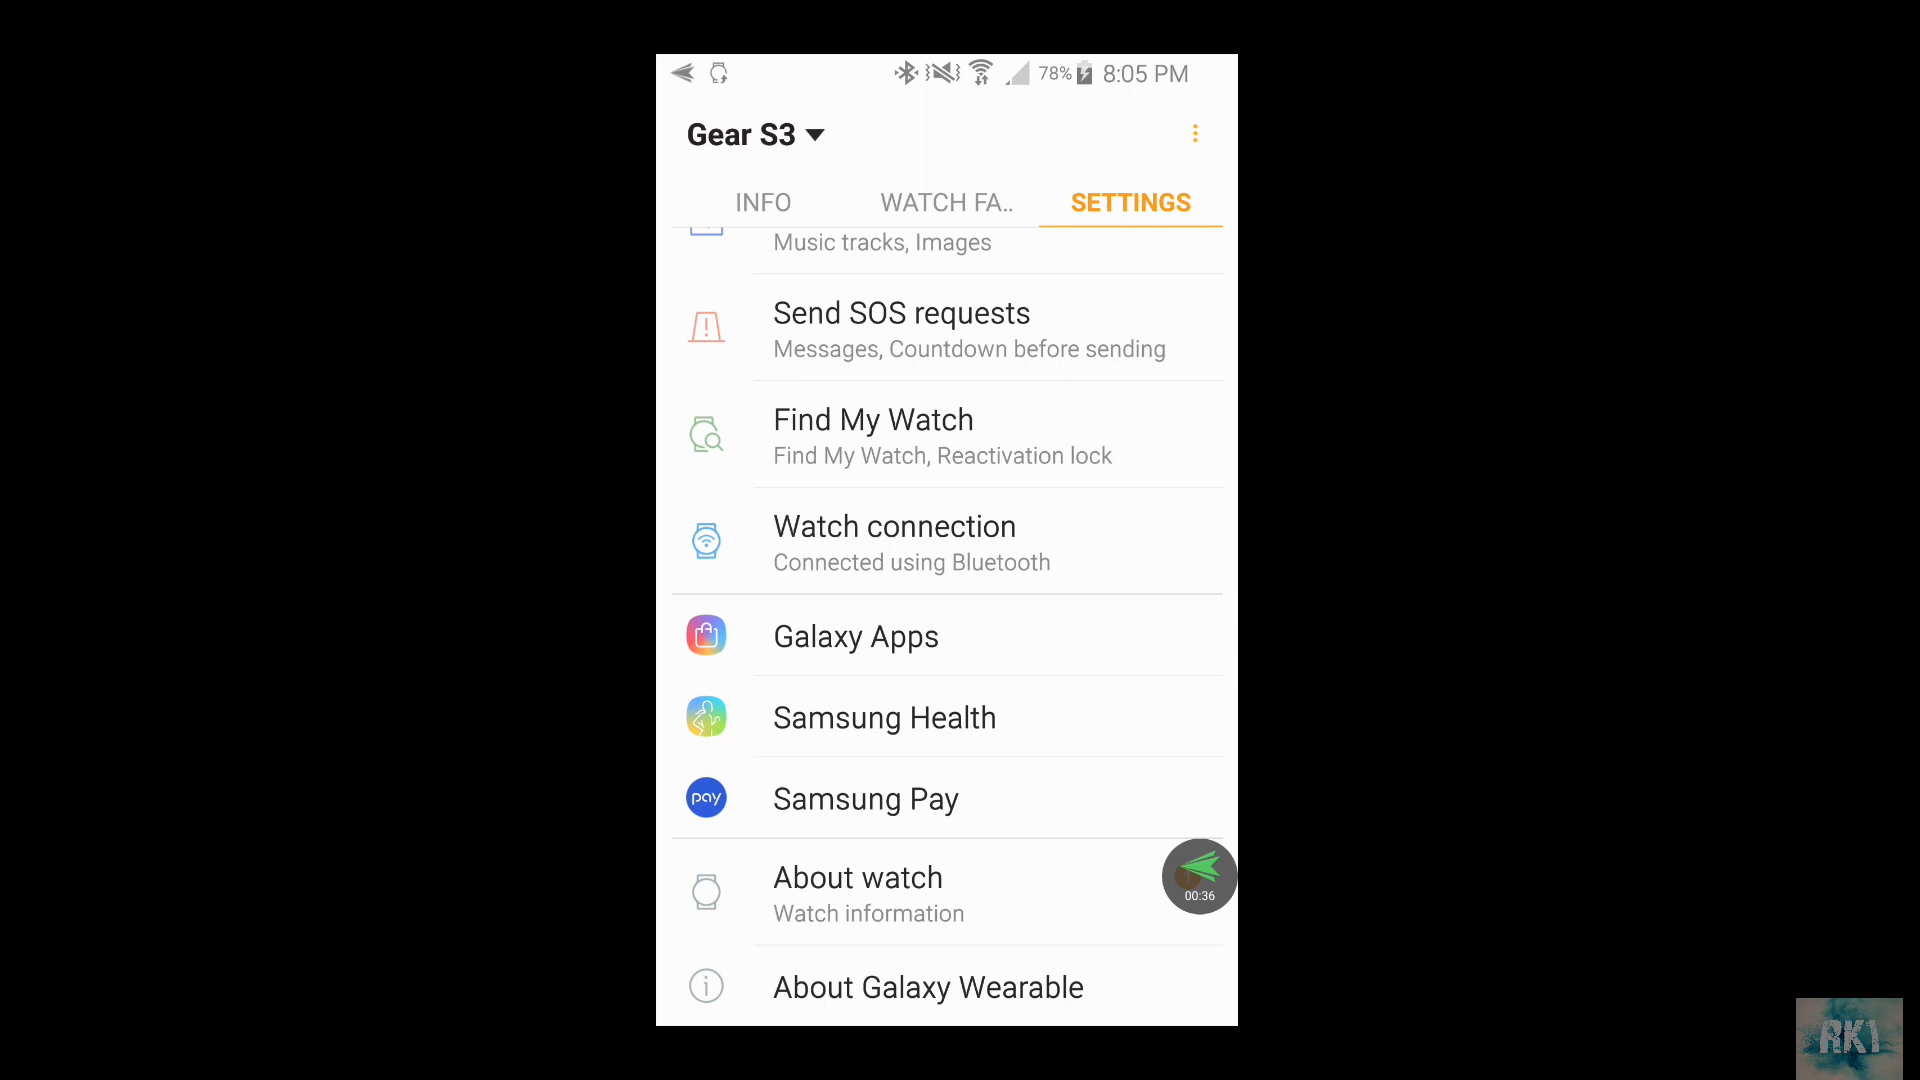 78% 8:05 PM
Gear S3
INFO WATCH FA.. SETTINGS
Music tracks, Images
Send SOS requests
Messages, Countdown before sending
Find My Watch
Find My Watch, Reactivation lock
Watch connection
Connected using Bluetooth
Galaxy Apps
Samsung Health
pay Samsung Pay
About watch
Watch information
00:36
About Galaxy Wearable
RK1